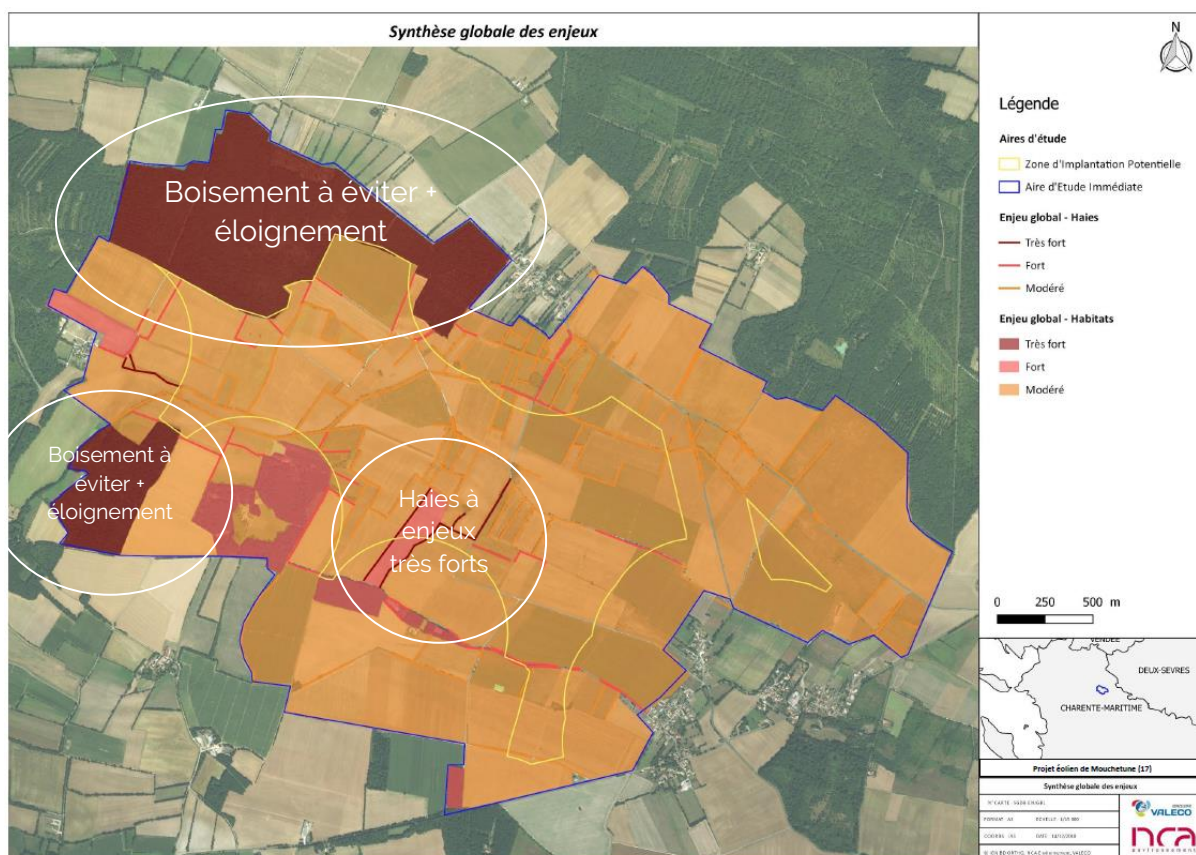 Synthèse globale des enjeux
N
Boisement à éviter +
éloignement
Boisement à
éviter +
éloignement
Haies à
enjeux
très forts
Légende
Aires d'étude
Zone d'Implantation Potentielle
Aire d'Etude Immédiate
Enjeu global - Haies
Très fort
Fort
Modéré
Enjeu global - Habitats
Très fort
Fort
Modéré
0 250 500 m
VENDÉE
DEUX-SEVRES
CHARENTE-MARITIME
Projet éolien de Mouchetune (17)
Synthèse globale des enjeux
GROUPE
VALECO
nca
environnement